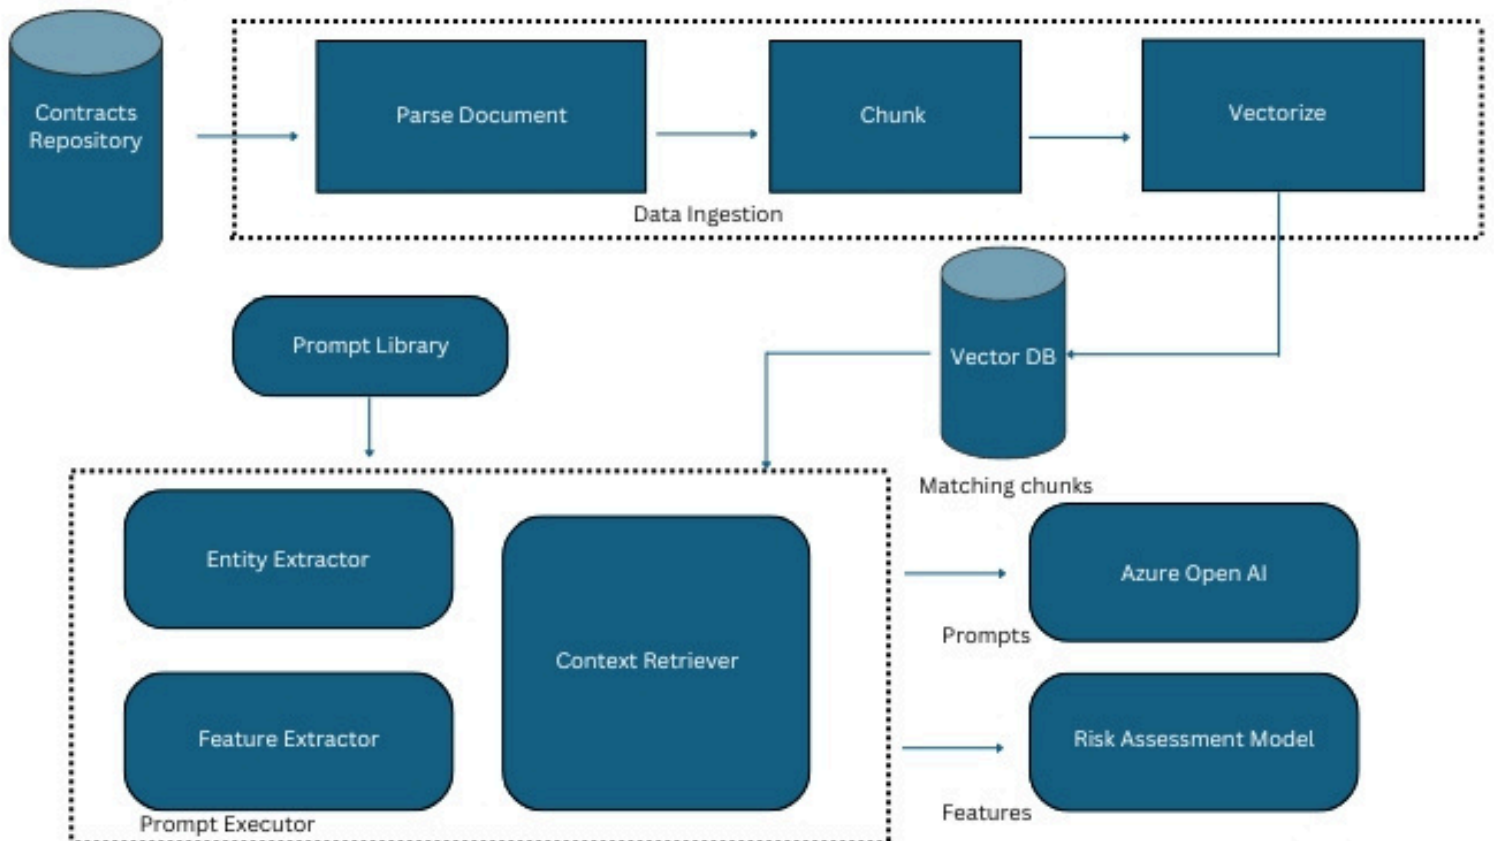 Contracts
Repository
Parse Document
Chunk
Vectorize
Data Ingestion
Prompt Library
Vector DB
Matching chunks
Entity Extractor
Context Retriever
Azure Open AI
Prompts
Feature Extractor
Risk Assessment Model
Features
Prompt Executor